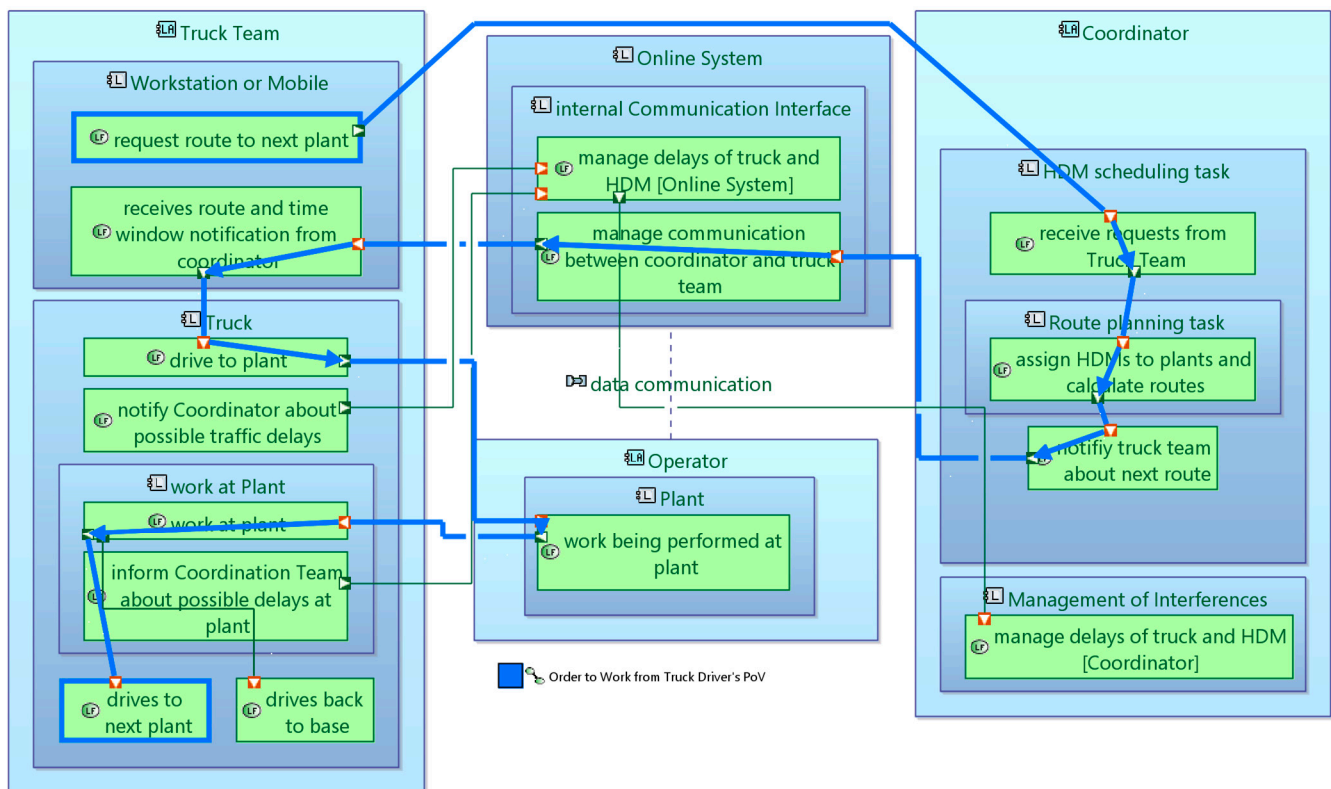 Truck Team
Workstation or Mobile
request route to next plant
receives route and time
window notification from
coordinator
Truck
drive to plant
notify Coordinator about
possible traffic delays
work at Plant
work at plant
inform Coordination Team
about possible delays at
plant
drives to
next plant
drives back
to base
Online System
internal Communication Interface
manage delays of truck and
HDM [Online System]
manage communication
between coordinator and truck
team
data communication
Operator
Plant
work being performed at
plant
Order to Work from Truck Driver's PoV
Coordinator
HDM scheduling task
receive requests from
Truck Team
Route planning task
assign HDMs to plants and
calculate routes
notifiy truck team
about next route
Management of Interferences
manage delays of truck and HDM
[Coordinator]